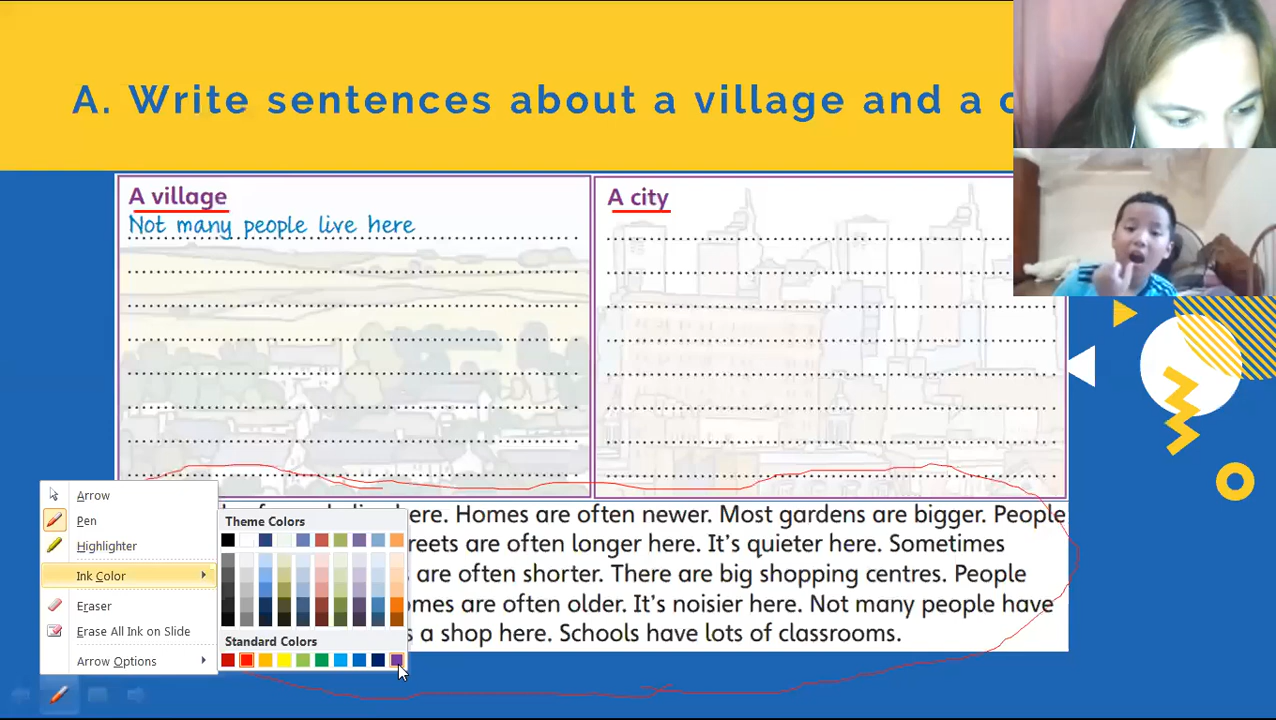 A. Write sentences about a village and a
A village
A city
Not many people live here
here. Homes are often newer. Most gardens are bigger. People
are often longer here. It's quieter here. Sometimes
are often shorter. There are big shopping centres. People
are often older. It's noisier here. Not many people have
a shop here. Schools have lots of classrooms.
Arrow
Pen
Highlighter
Ink Color
Eraser
Erase All Ink on Slide
Arrow Options
Theme Colors
Standard Colors